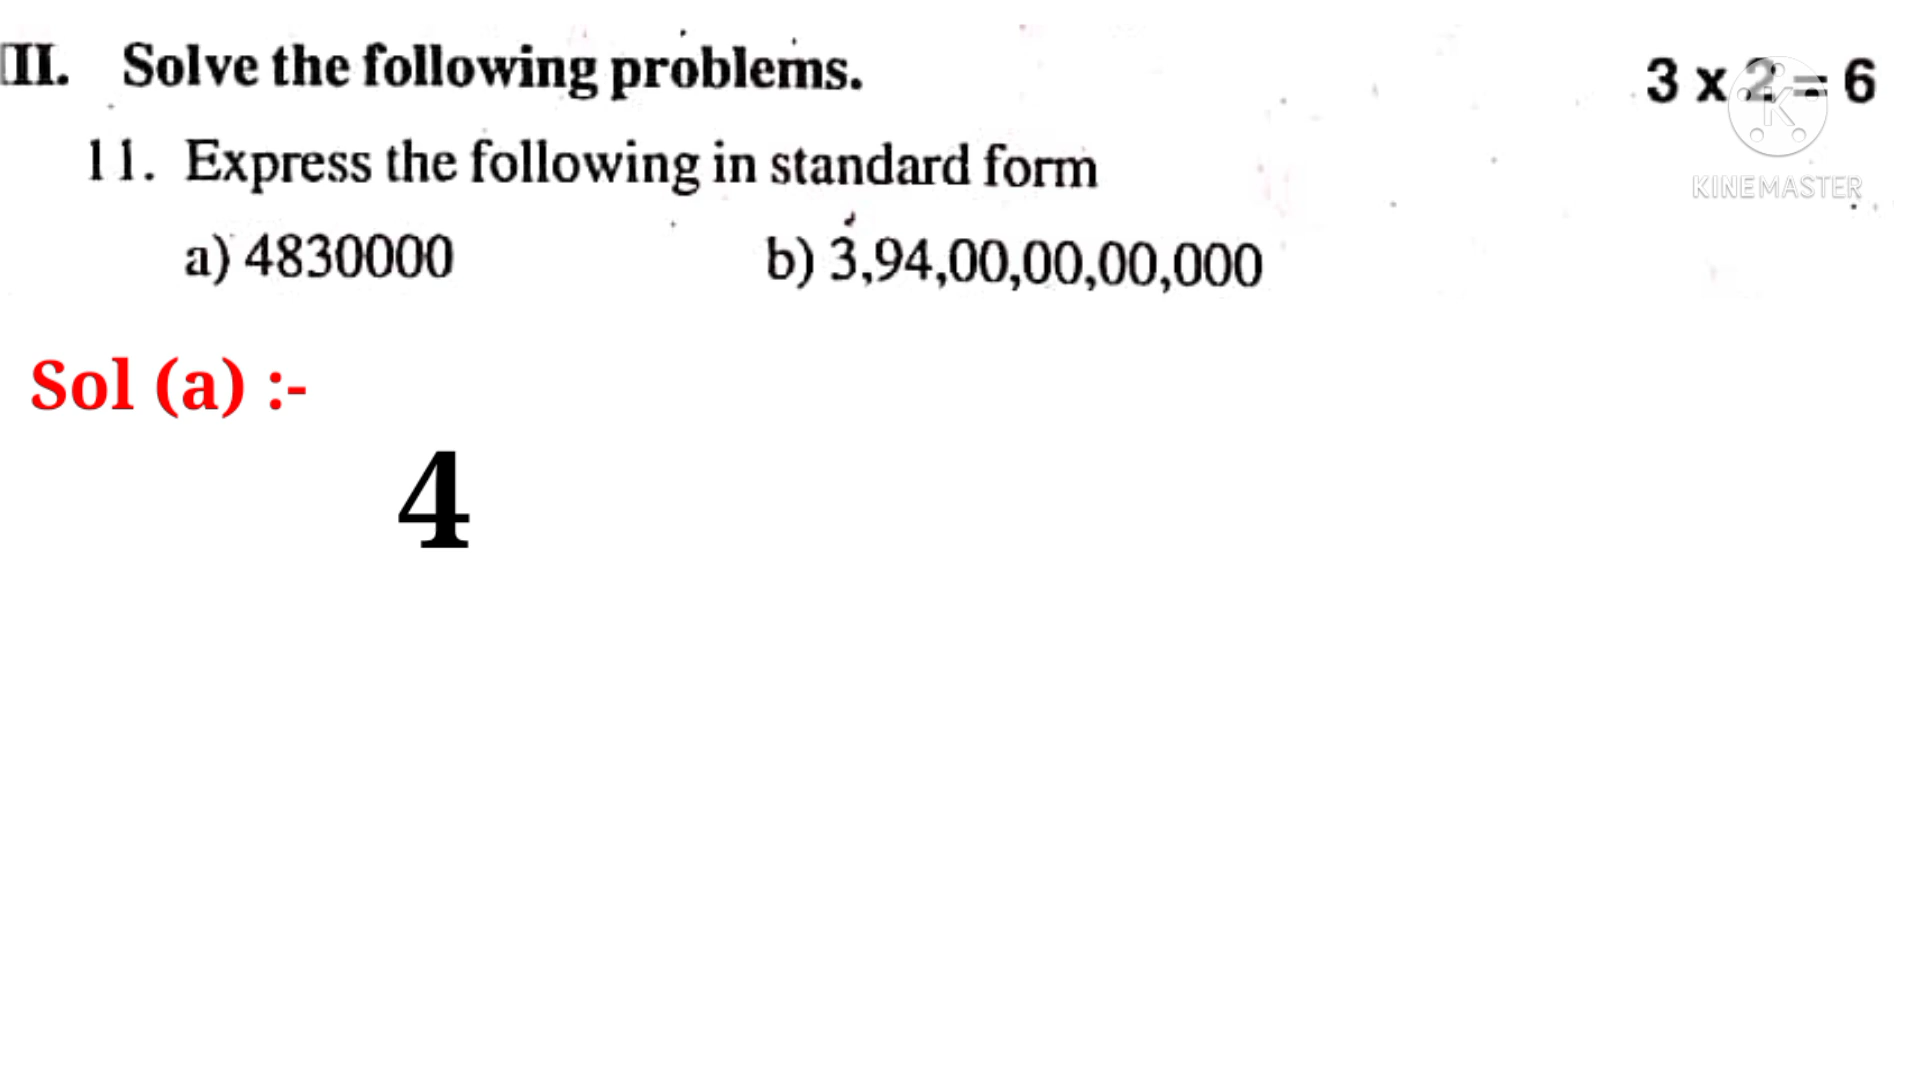 II. Solve the following problems. 3 x 2 = 6
KINEMASTER
11. Express the following in standard form
a) 4830000 b) 3,94,00,00,00,000
Sol (a) :-
4